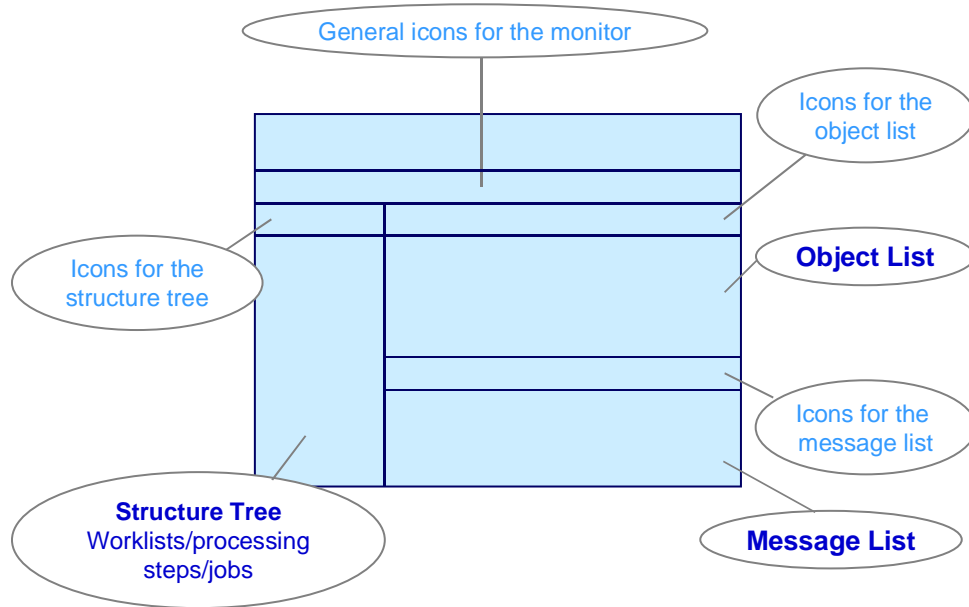 General icons for the monitor
Icons for the
object list
Object List
Icons for the
structure tree
Icons for the
message list
Structure Tree
Worklists/processing
steps/jobs
Message List